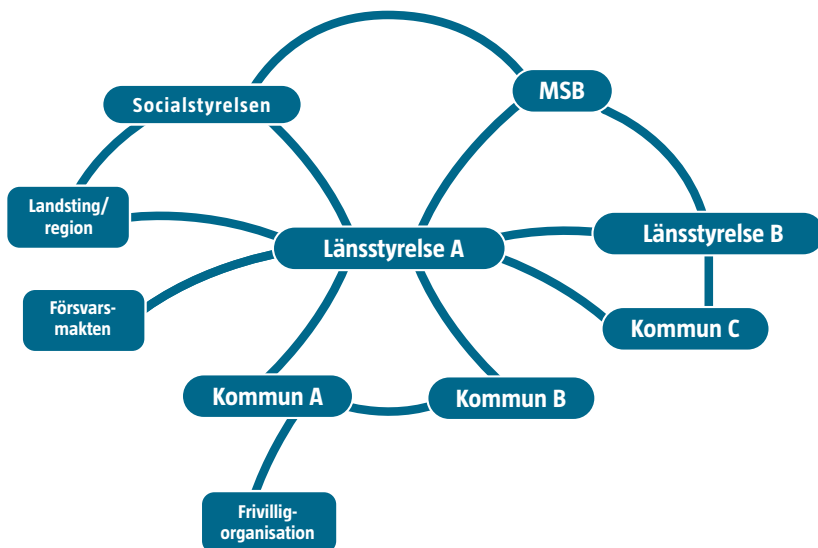 MSB
Socialstyrelsen
Landsting/
region
Länsstyrelse A
Länsstyrelse B
Försvars-
makten
Kommun C
Kommun A
Kommun B
Frivillig-
organisation